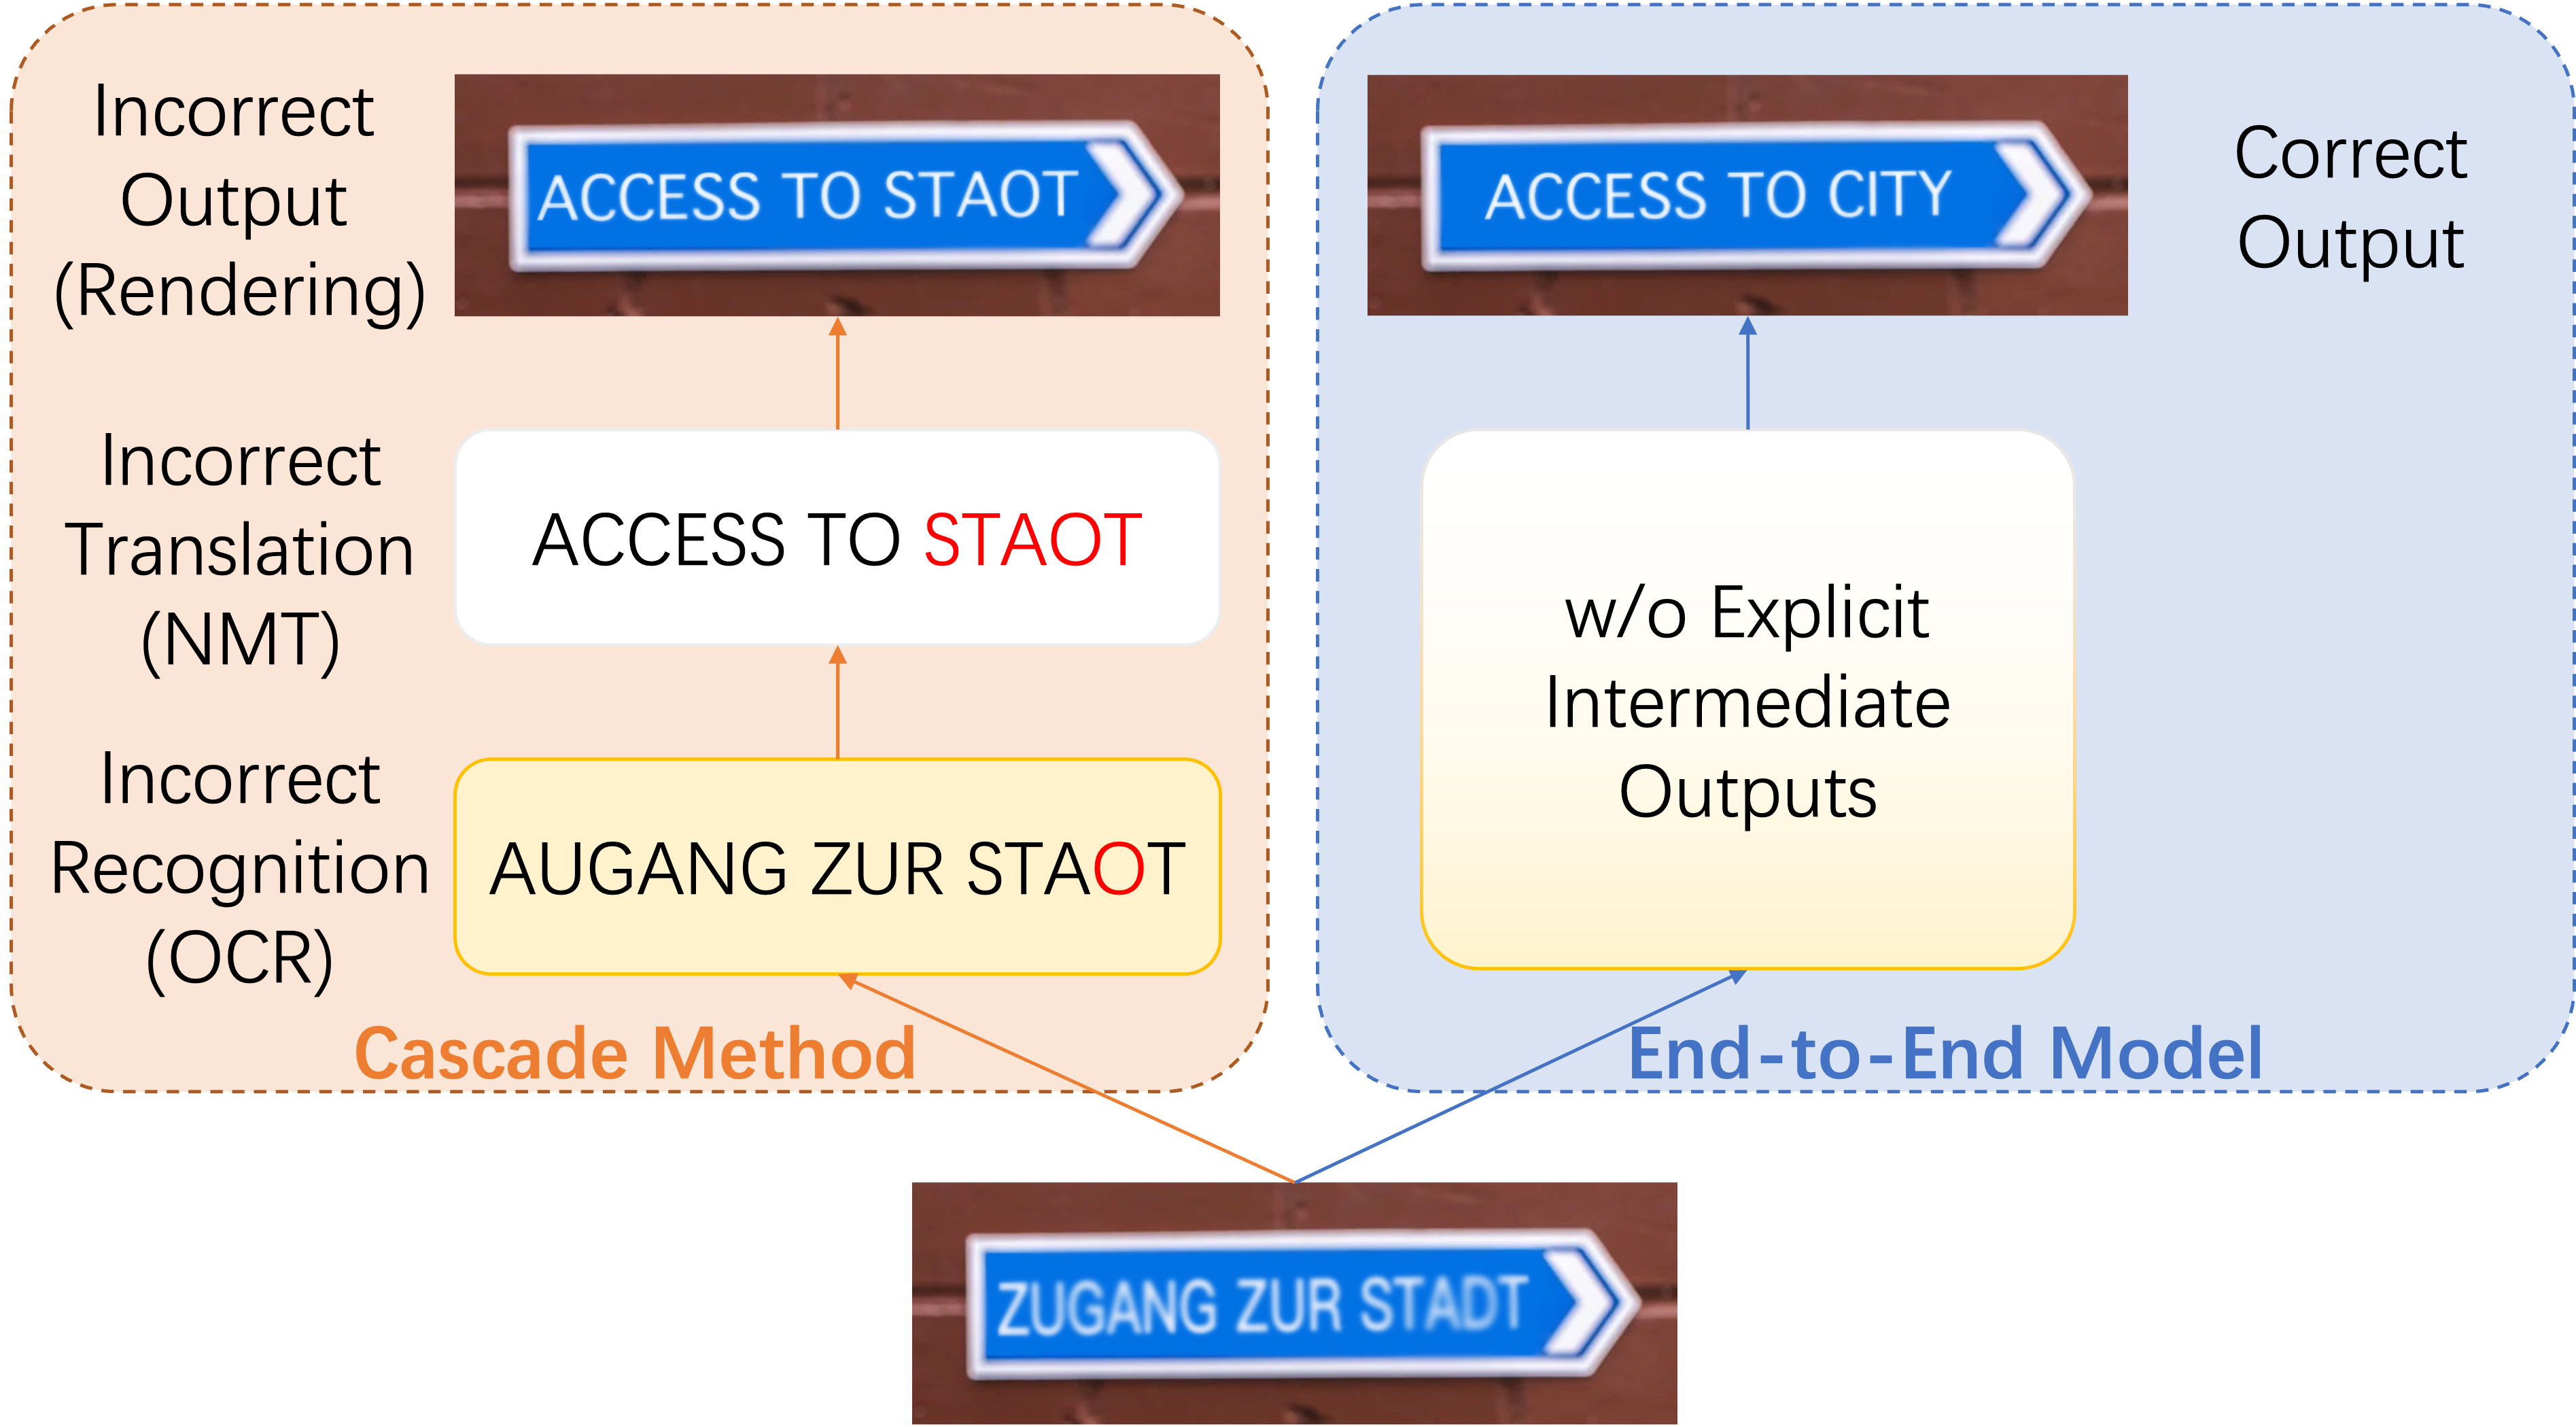 Incorrect
Output
(Rendering)
ACCESS TO STAOT
ACCESS TO CITY
Correct
Output
Incorrect
Translation
(NMT)
ACCESS TO STAOT
w/o Explicit
Intermediate
Outputs
Incorrect
Recognition
(OCR)
AUGANG ZUR STAOT
Cascade Method
End-to-End Model
ZUGANG ZUR STADT